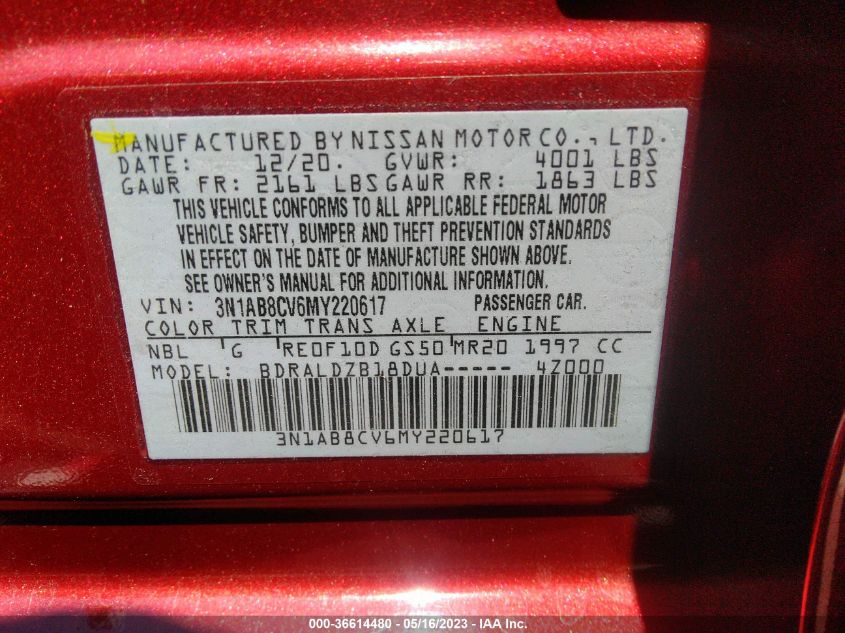 MANUFACTURED BY NISSAN MOTOR CO., LTD.
DATE: 12/20. GVWR: 4001 LBS
GAWR FR: 2161 LBS GAWR RR: 1863 LBS
THIS VEHICLE CONFORMS TO ALL APPLICABLE FEDERAL MOTOR
VEHICLE SAFETY, BUMPER AND THEFT PREVENTION STANDARDS
IN EFFECT ON THE DATE OF MANUFACTURE SHOWN ABOVE.
SEE OWNER'S MANUAL FOR ADDITIONAL INFORMATION.
VIN: 3N1AB8CV6MY220617 PASSENGER CAR.
COLOR TRIM TRANS AXLE ENGINE
NBL G RE0F10D GS50 MR20 1997 CC
MODEL: BDRALDZB18DUA----- 4Z000
3N1AB8CV6MY220617
000-36614480 - 05/16/2023 - IAA Inc.